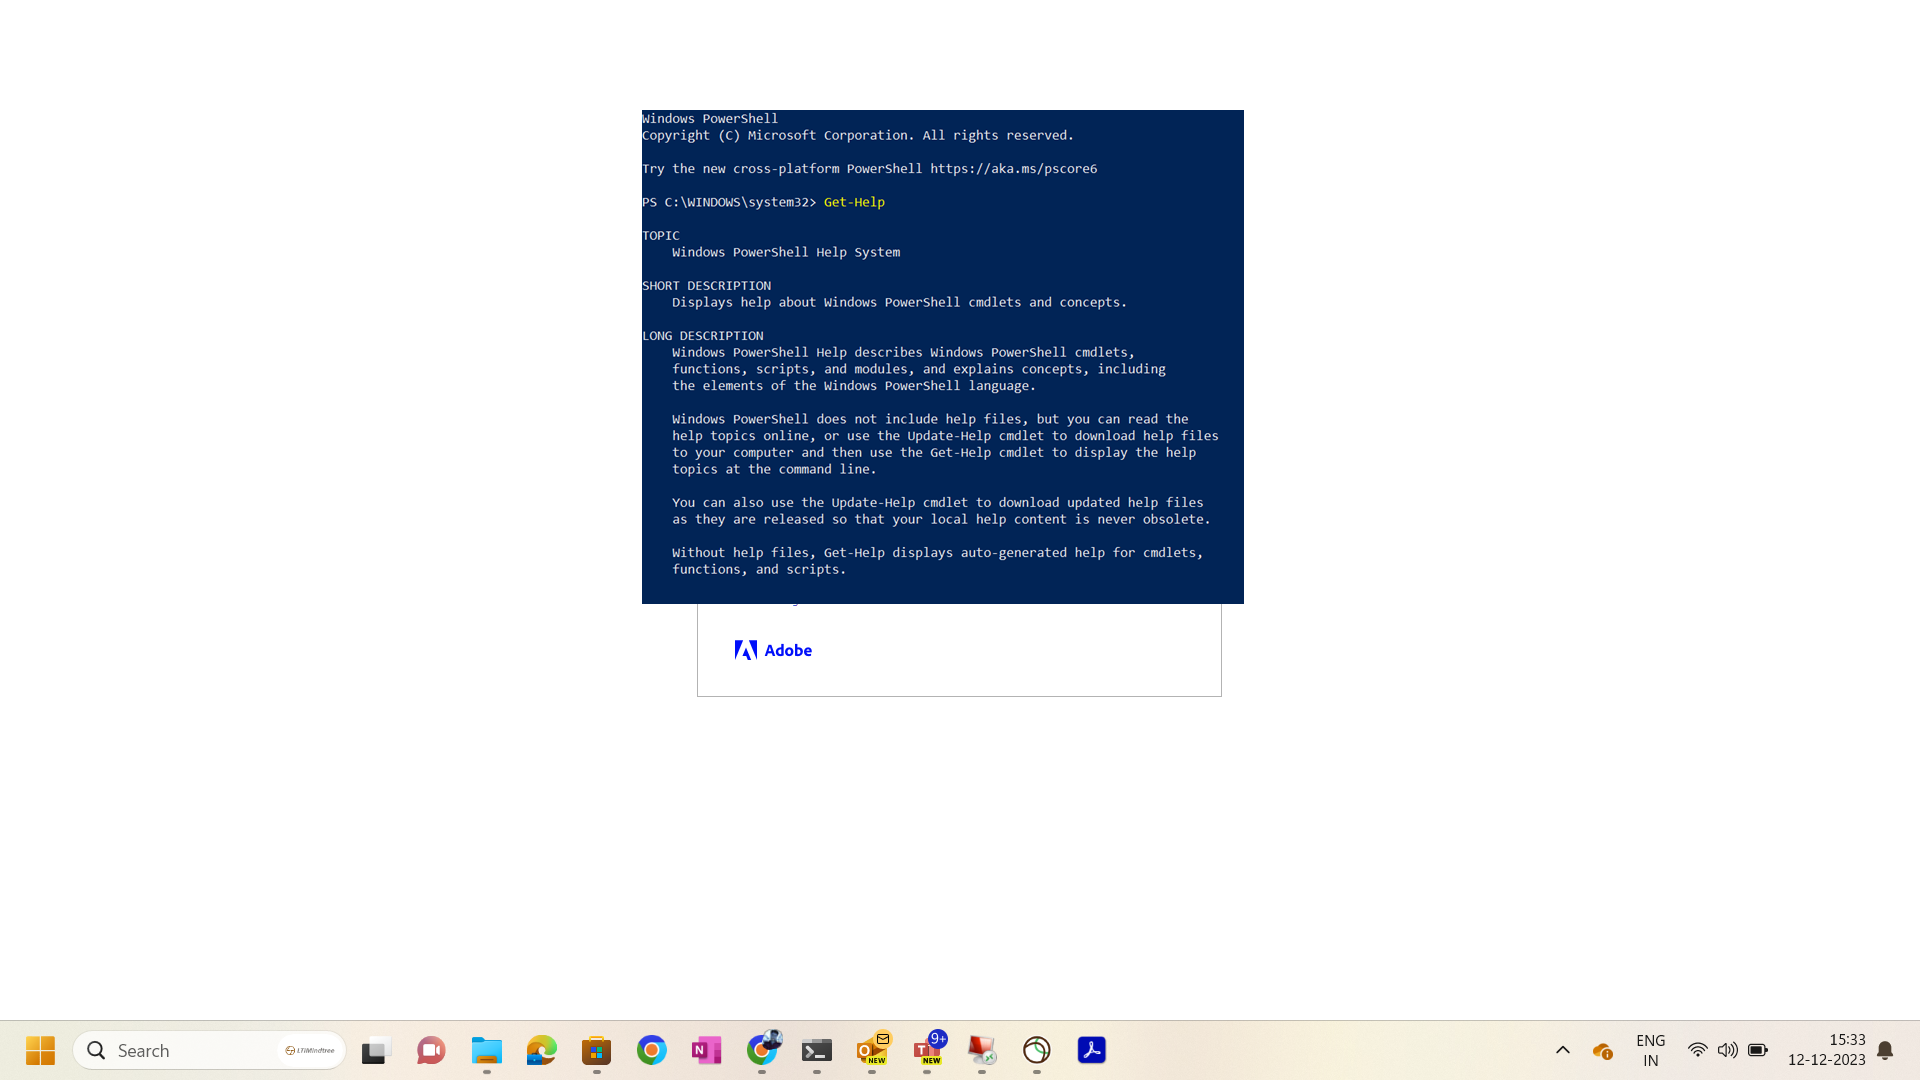 Windows PowerShell
Copyright (C) Microsoft Corporation. All rights reserved.
Try the new cross-platform PowerShell https://aka.ms/pscore6
PS C:\WINDOWS\system32> Get-Help
TOPIC
Windows PowerShell Help System
SHORT DESCRIPTION
Displays help about Windows PowerShell cmdlets and concepts.
LONG DESCRIPTION
Windows PowerShell Help describes Windows PowerShell cmdlets,
functions, scripts, and modules, and explains concepts, including
the elements of the Windows PowerShell language.
Windows PowerShell does not include help files, but you can read the
help topics online, or use the Update-Help cmdlet to download help files
to your computer and then use the Get-Help cmdlet to display the help
topics at the command line.
You can also use the Update-Help cmdlet to download updated help files
as they are released so that your local help content is never obsolete.
Without help files, Get-Help displays auto-generated help for cmdlets,
functions, and scripts.
Adobe
Search
LTIMindtree
N
O
NEW
T
9+
NEW
ENG
IN
15:33
12-12-2023